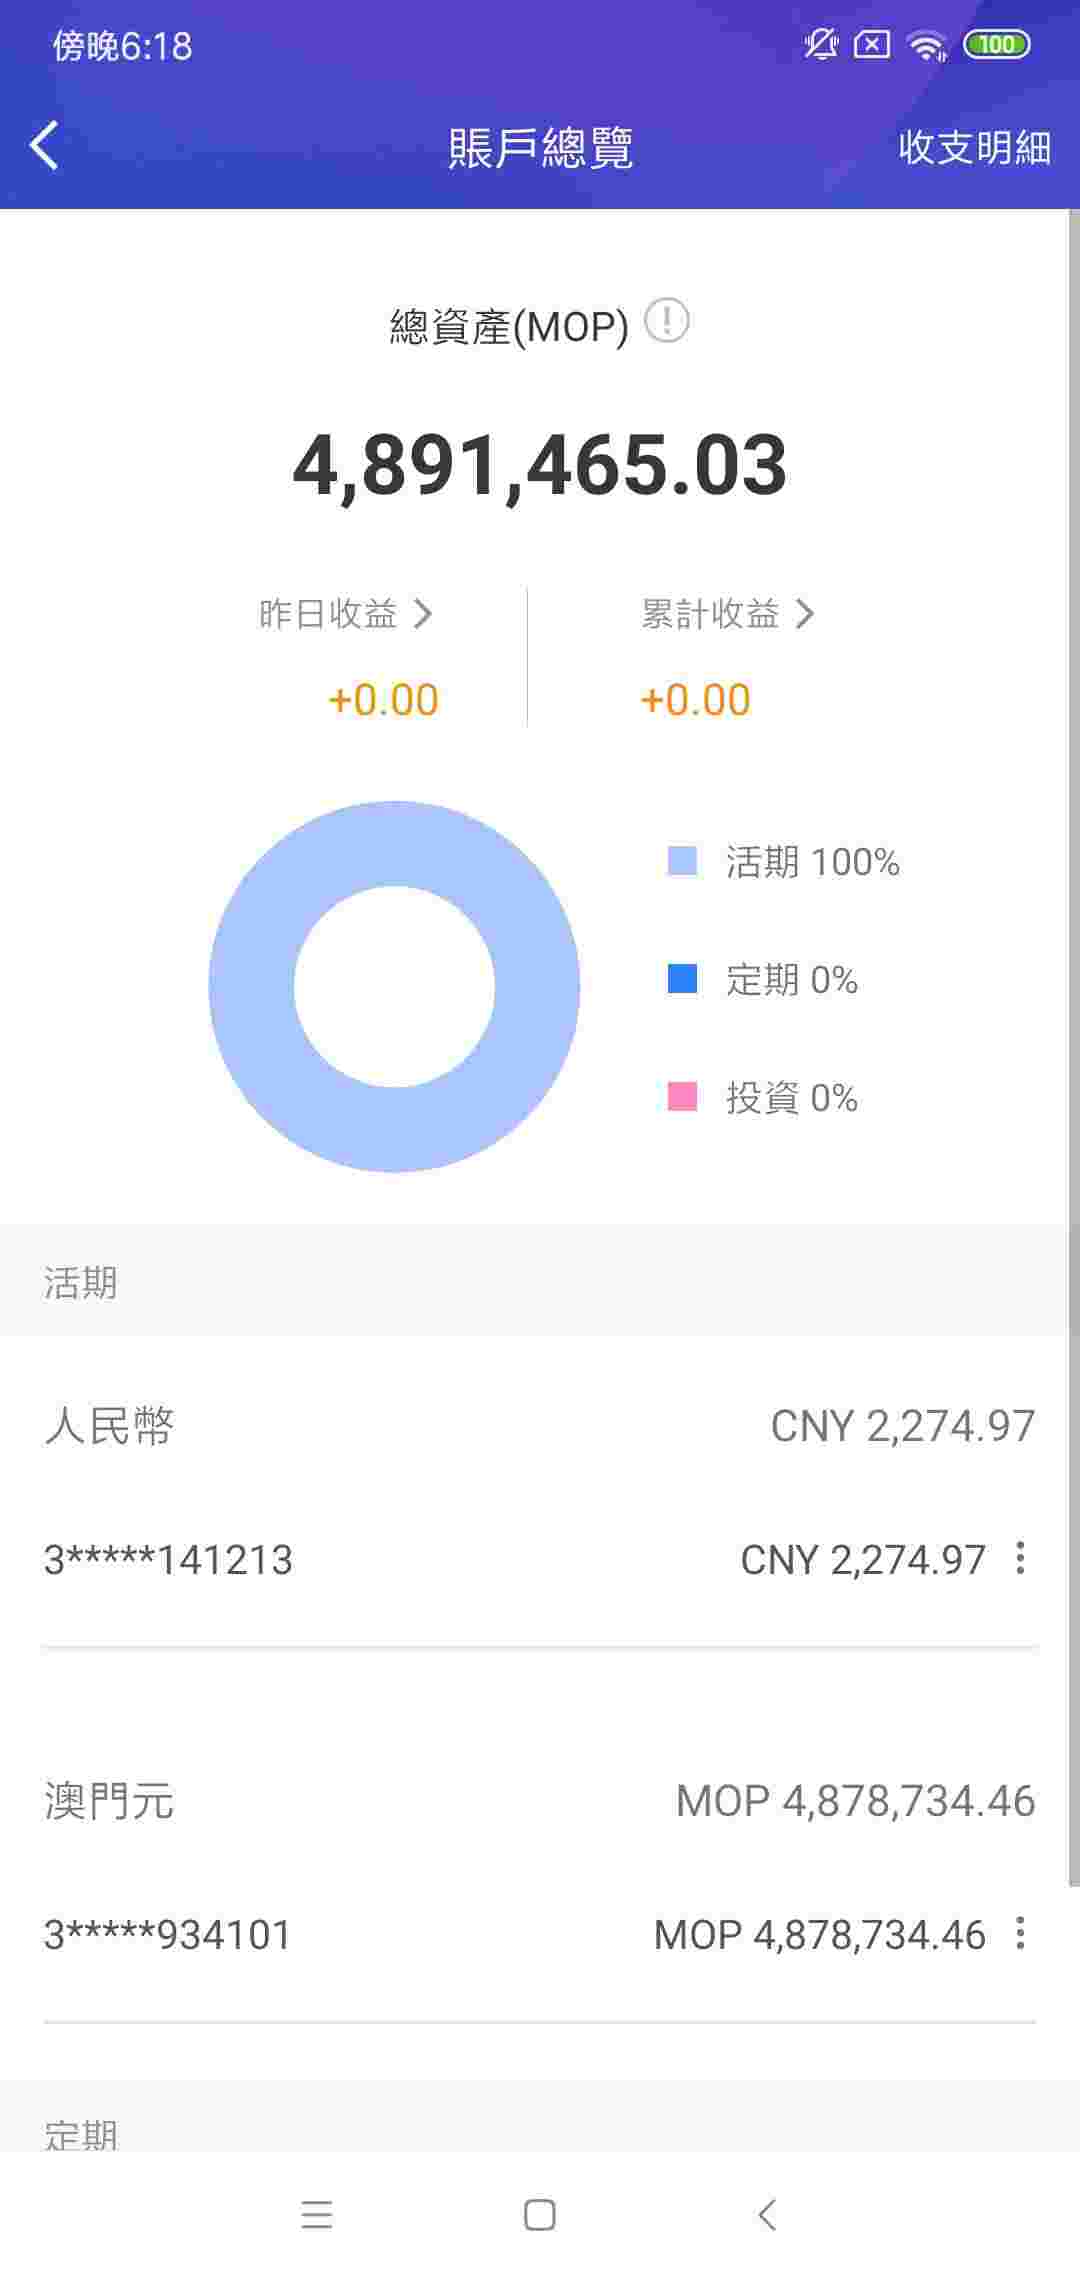 傍晚6:18
100
賬戶總覽
收支明細
總資產(MOP)
4,891,465.03
昨日收益
累計收益
+0.00
+0.00
活期 100%
定期 0%
投資 0%
活期
人民幣
CNY 2,274.97
3*****141213
CNY 2,274.97
澳門元
MOP 4,878,734.46
3*****934101
MOP 4,878,734.46
定期